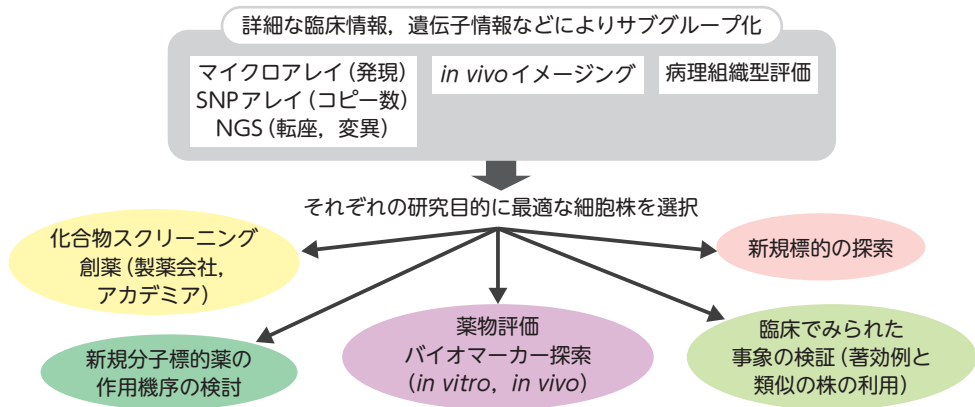 詳細な臨床情報，遺伝子情報などによりサブグループ化
マイクロアレイ（発現）
SNPアレイ（コピー数）
NGS（転座，変異）
in vivoイメージング
病理組織型評価
それぞれの研究目的に最適な細胞株を選択
化合物スクリーニング
創薬（製薬会社，
アカデミア）
新規標的の探索
新規分子標的薬の
作用機序の検討
薬物評価
バイオマーカー探索
（in vitro，in vivo）
臨床でみられた
事象の検証（著効例と
類似の株の利用）